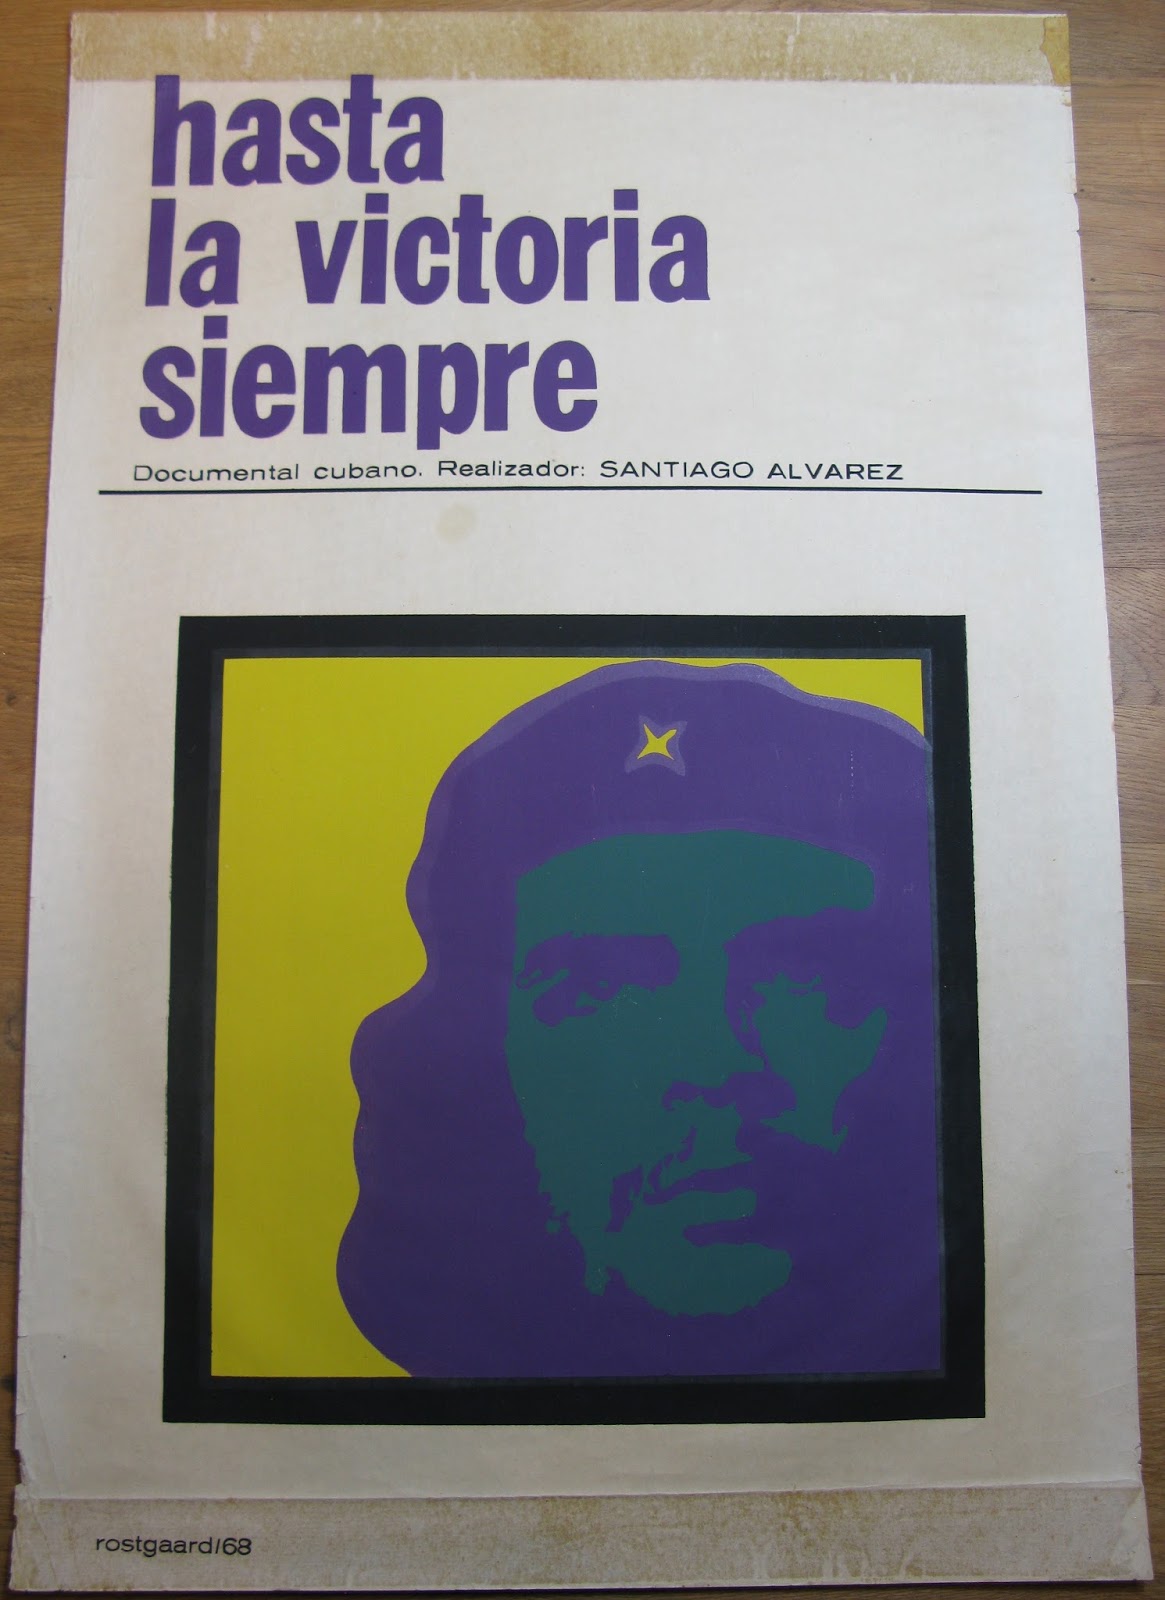 hasta
la victoria
siempre
Documental cubano. Realizador: SANTIAGO ALVAREZ
rostgaard/68